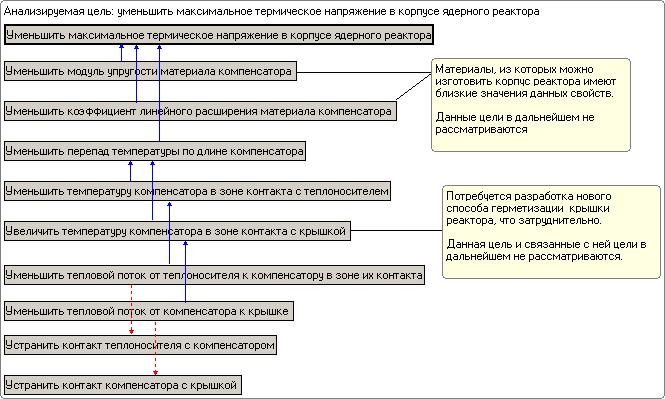 Анализируемая цель: уменьшить максимальное термическое напряжение в корпусе ядерного реактора
Уменьшить максимальное термическое напряжение в корпусе ядерного реактора
Уменьшить модуль упругости материала компенсатора
Материалы, из которых можно
изготовить корпус реактора имеют
близкие значения данных свойств.
Данные цели в дальнейшем не
рассматриваются
Уменьшить коэффициент линейного расширения материала компенсатора
Уменьшить перепад температуры по длине компенсатора
Уменьшить температуру компенсатора в зоне контакта с теплоносителем
Потребуется разработка нового
способа герметизации крышки
реактора, что затруднительно.
Данная цель и связанные с ней цели в
дальнейшем не рассматриваются.
Увеличить температуру компенсатора в зоне контакта с крышкой
Уменьшить тепловой поток от теплоносителя к компенсатору в зоне их контакта
Уменьшить тепловой поток от компенсатора к крышке
Устранить контакт теплоносителя с компенсатором
Устранить контакт компенсатора с крышкой